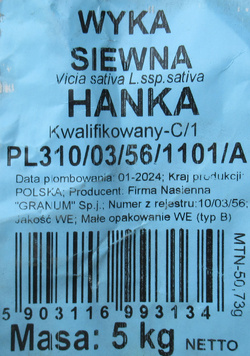 WYKA
SIEWNA
Vicia sativa L.ssp.sativa
HANKA
Kwalifikowany-C/1
PL310/03/56/1101/A
Data plombowania: 01-2024; Kraj produkcji:
POLSKA; Producent: Firma Nasienna
"GRANUM" Sp.j.; Numer z rejestru: 10/03/56;
Jakość WE; Małe opakowanie WE (typ B)
MTN-50,73g
5 903116 993134
Masa: 5 kg NETTO